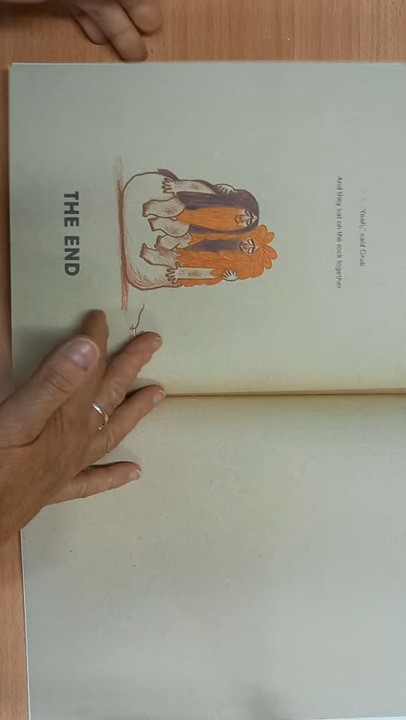 "Yeah," said Grub
And they sat on the rock together
THE END